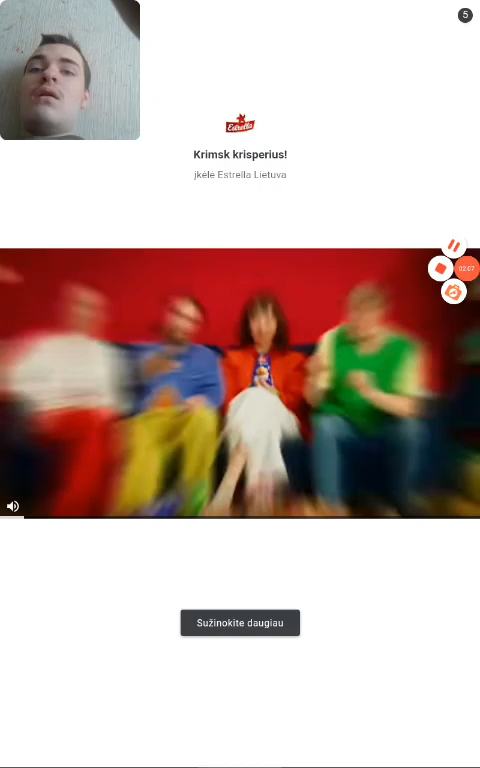 5
Estrella
Krimsk krisperius!
įkėlė Estrella Lietuva
02:07
Sužinokite daugiau